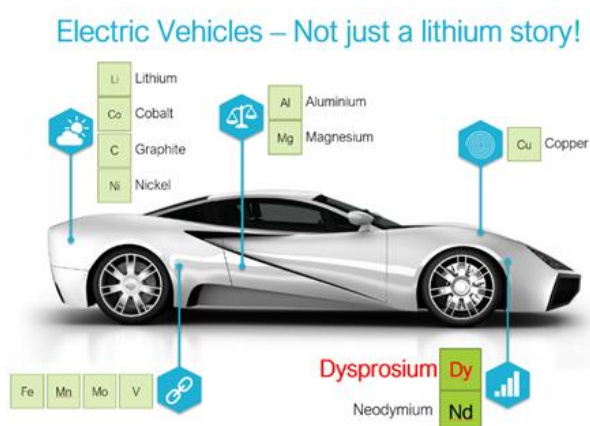 Electric Vehicles – Not just a lithium story!
Li Lithium
Co Cobalt
C Graphite
Ni Nickel
Al Aluminium
Mg Magnesium
Cu Copper
Fe Mn Mo V
Dysprosium Dy
Neodymium Nd